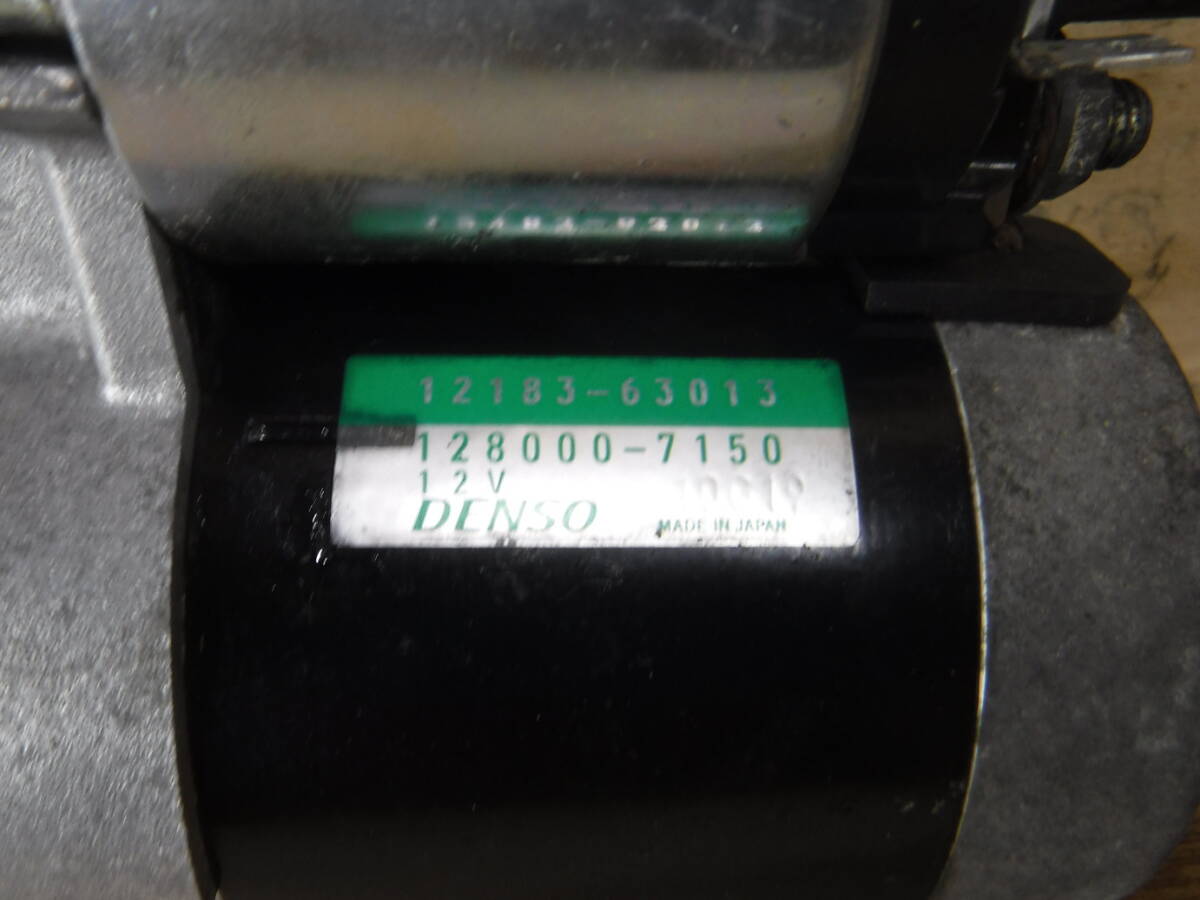 12183-63013
128000-7150
12V
DENSO
MADE IN JAPAN